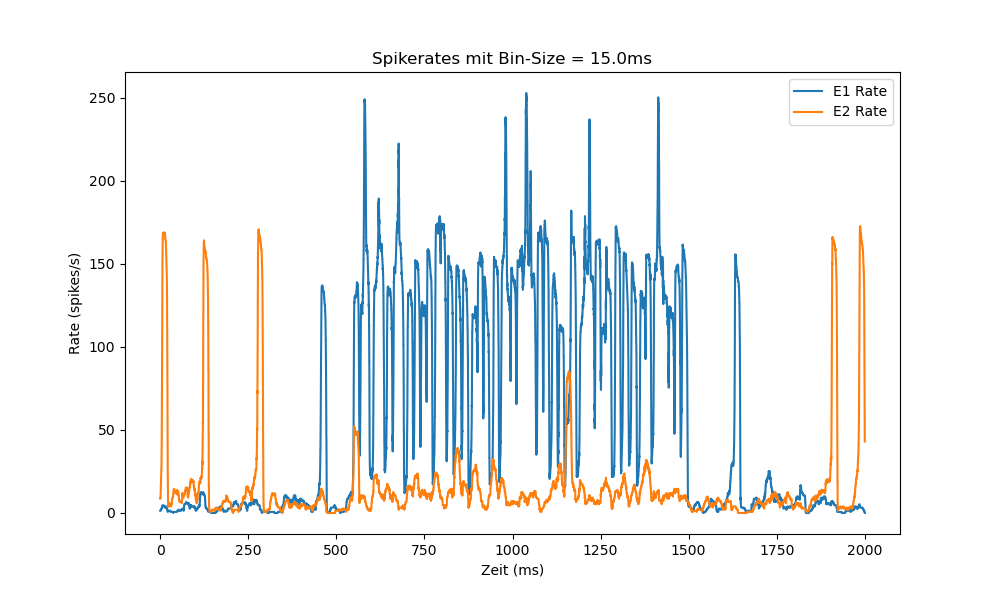 Spikerates mit Bin-Size = 15.0ms
E1 Rate
E2 Rate
Rate (spikes/s)
250
200
150
100
50
0
0 250 500 750 1000 1250 1500 1750 2000
Zeit (ms)